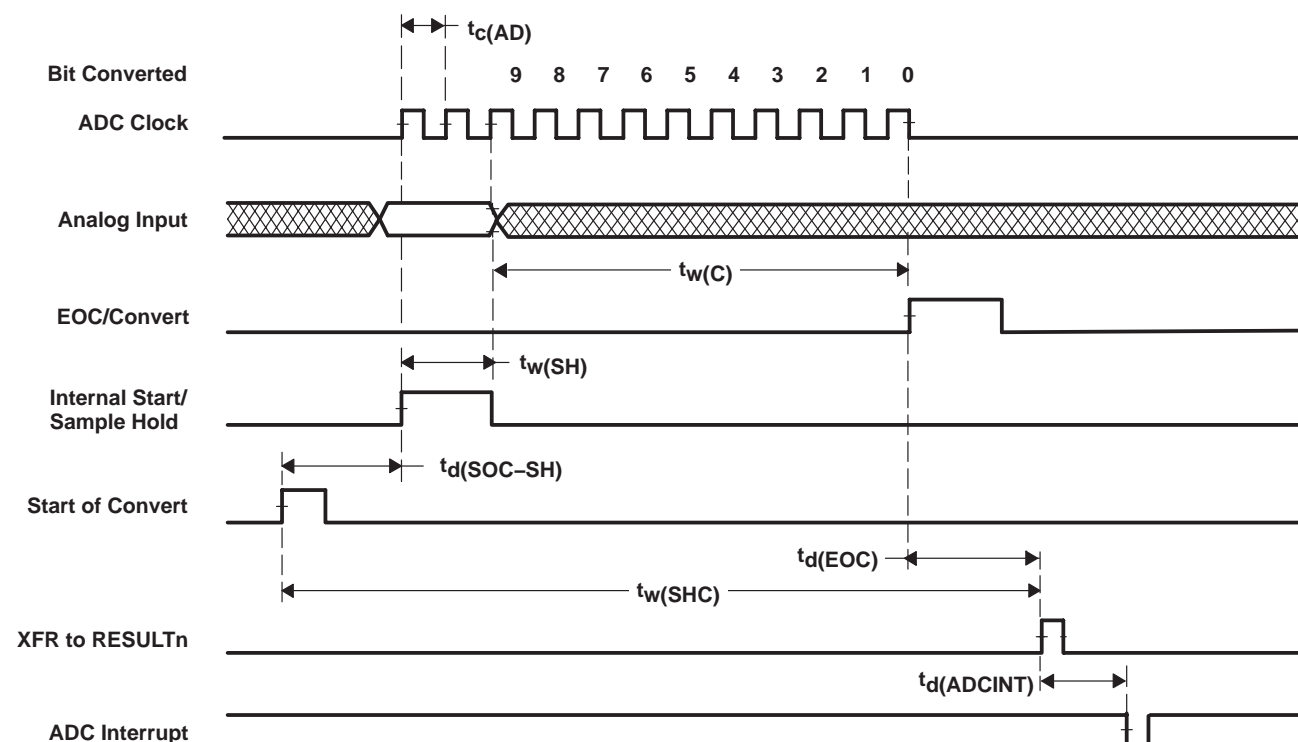 tc(AD)
Bit Converted
9 8 7 6 5 4 3 2 1 0
ADC Clock
Analog Input
tw(C)
EOC/Convert
tw(SH)
Internal Start/
Sample Hold
td(SOC–SH)
Start of Convert
td(EOC)
tw(SHC)
XFR to RESULTn
td(ADCINT)
ADC Interrupt